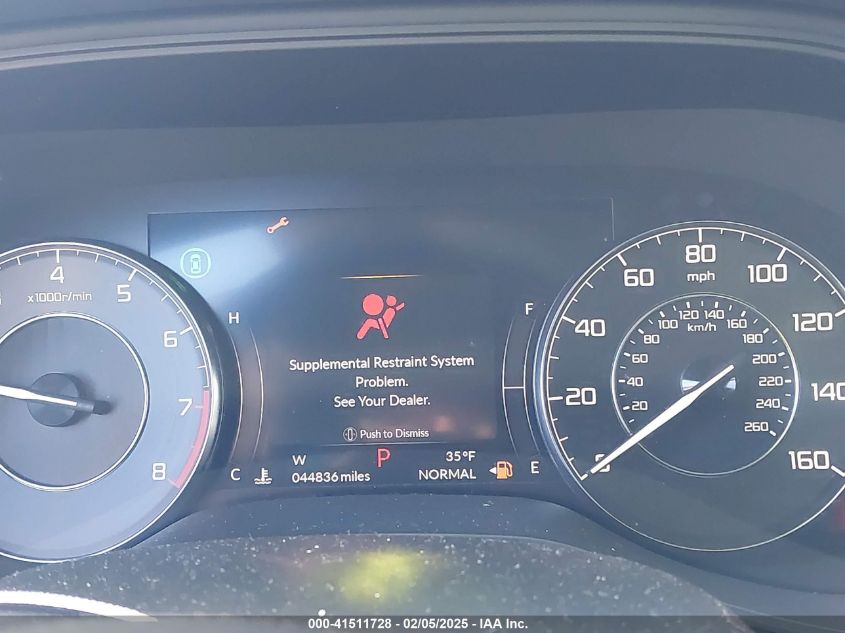 4
x1000r/min
5
6
7
8
H
C
Supplemental Restraint System
Problem.
See Your Dealer.
Push to Dismiss
W
P
35°F
044836 miles
NORMAL
F
E
0
20
40
60
80
100
120
140
160
mph
km/h
20
40
60
80
100
120
140
160
180
200
220
240
260
000-41511728 - 02/05/2025 - IAA Inc.